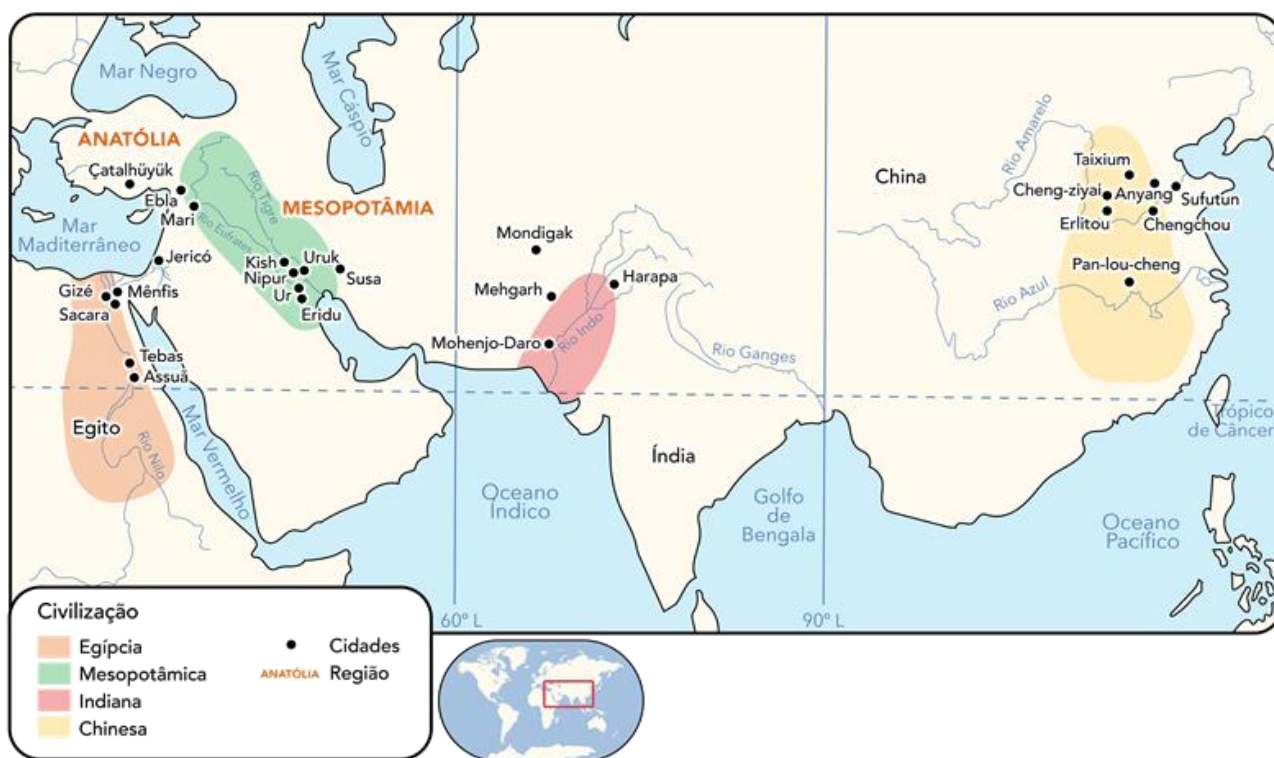 Mar Negro
Mar Cáspio
ANATÓLIA
Çatalhüyük
Ebla
Mari
Rio Tigre
MESOPOTÂMIA
Rio Eufrates
Mar
Maditerrâneo
Jericó
Kish
Uruk
Nipur
Susa
Ur
Eridu
Gizé
Mênfis
Sacara
Tebas
Assuã
Egito
Rio Nilo
Mar Vermelho
Mondigak
Mehgarh
Harapa
Mohenjo-Daro
Rio Indo
Rio Ganges
Índia
Oceano
Índico
Golfo
de
Bengala
China
Rio Amarelo
Taixium
Cheng-ziyai
Anyang
Sufutun
Erlitou
Chengchou
Pan-lou-cheng
Rio Azul
Trópico
de Câncer
Oceano
Pacífico
60º L
90º L
Civilização
Egípcia
Mesopotâmica
Indiana
Chinesa
Cidades
ANATÓLIA Região